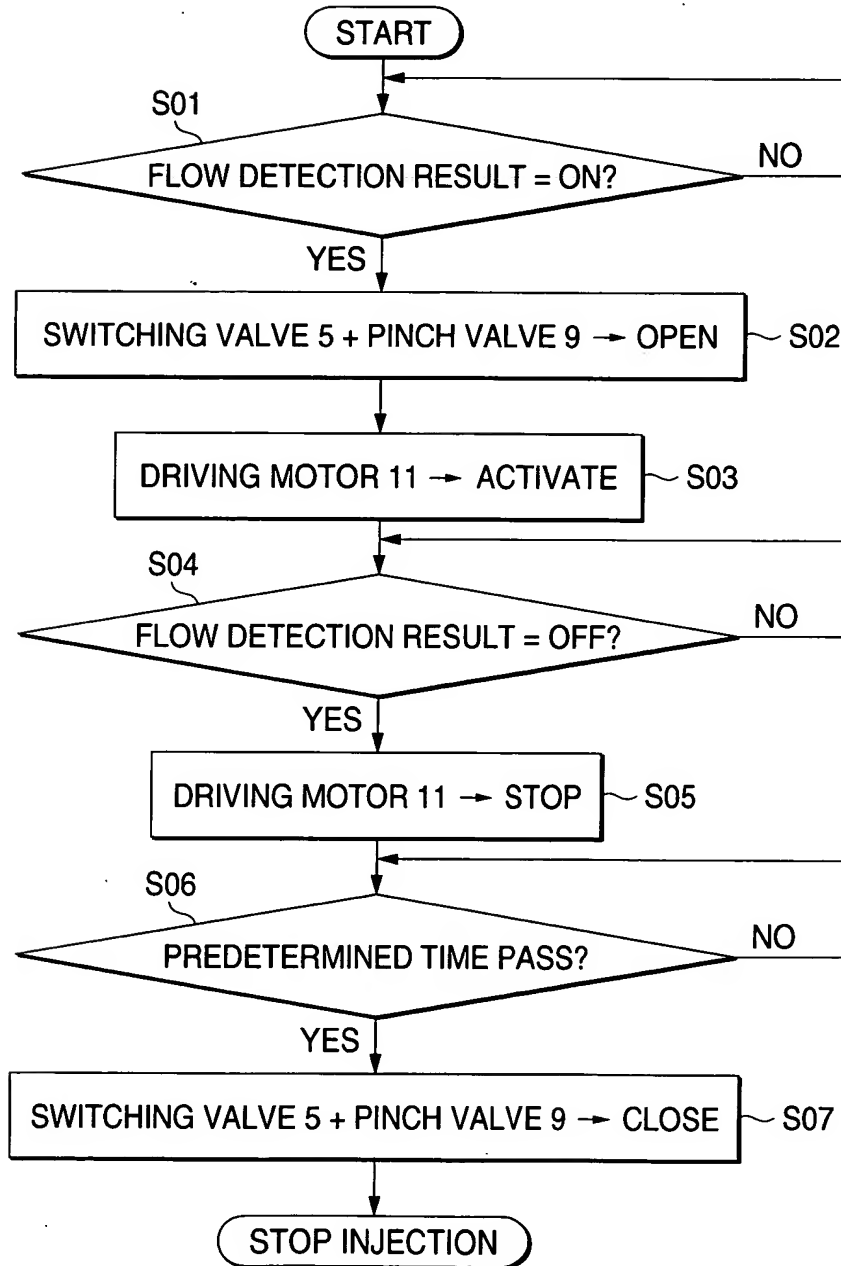 START
S01
FLOW DETECTION RESULT = ON?
NO
YES
SWITCHING VALVE 5 + PINCH VALVE 9 → OPEN
S02
DRIVING MOTOR 11 → ACTIVATE
S03
S04
FLOW DETECTION RESULT = OFF?
NO
YES
DRIVING MOTOR 11 → STOP
S05
S06
PREDETERMINED TIME PASS?
NO
YES
SWITCHING VALVE 5 + PINCH VALVE 9 → CLOSE
S07
STOP INJECTION